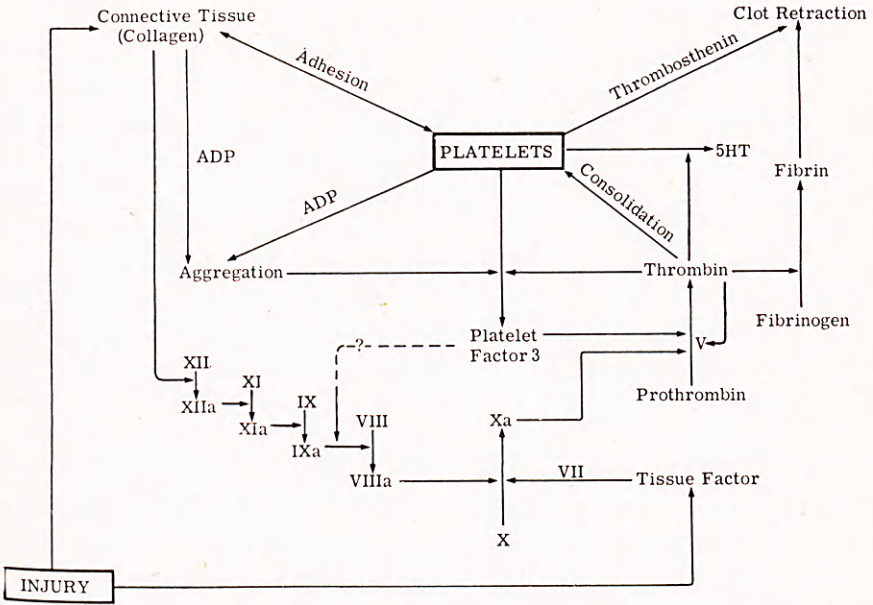 Connective Tissue
(Collagen)
Clot Retraction
Adhesion
Thrombosthenin
PLATELETS
5HT
ADP
Fibrin
ADP
Consolidation
Aggregation
Thrombin
Fibrinogen
Platelet
Factor 3
V
?
XII
XI
Prothrombin
XIIa
IX
VIII
Xa
XIa
IXa
VIIIa
VII
Tissue Factor
X
INJURY